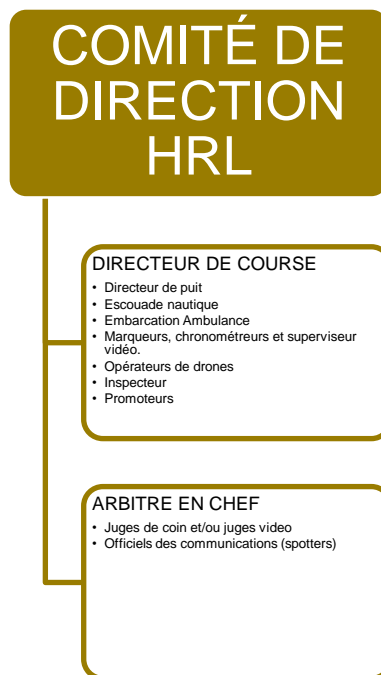 COMITÉ DE
DIRECTION
HRL
DIRECTEUR DE COURSE
• Directeur de puit
• Escouade nautique
• Embarcation Ambulance
• Marqueurs, chronométreurs et superviseur
vidéo.
• Opérateurs de drones
• Inspecteur
• Promoteurs
ARBITRE EN CHEF
• Juges de coin et/ou juges video
• Officiels des communications (spotters)